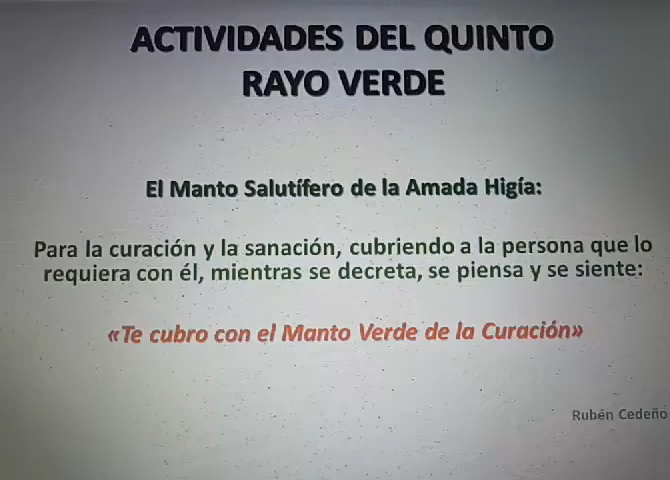 ACTIVIDADES DEL QUINTO
RAYO VERDE
El Manto Salutífero de la Amada Higía:
Para la curación y la sanación, cubriendo a la persona que lo
requiera con él, mientras se decreta, se piensa y se siente:
«Te cubro con el Manto Verde de la Curación»
Rubén Cedeño